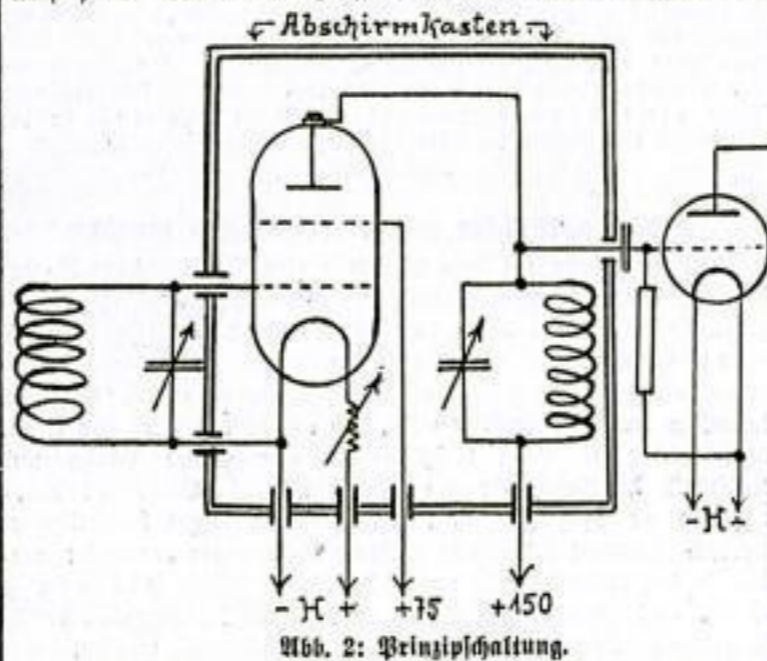 Abschirmkasten
- H + +75 +150
- H -
Abb. 2: Prinzipschaltung.